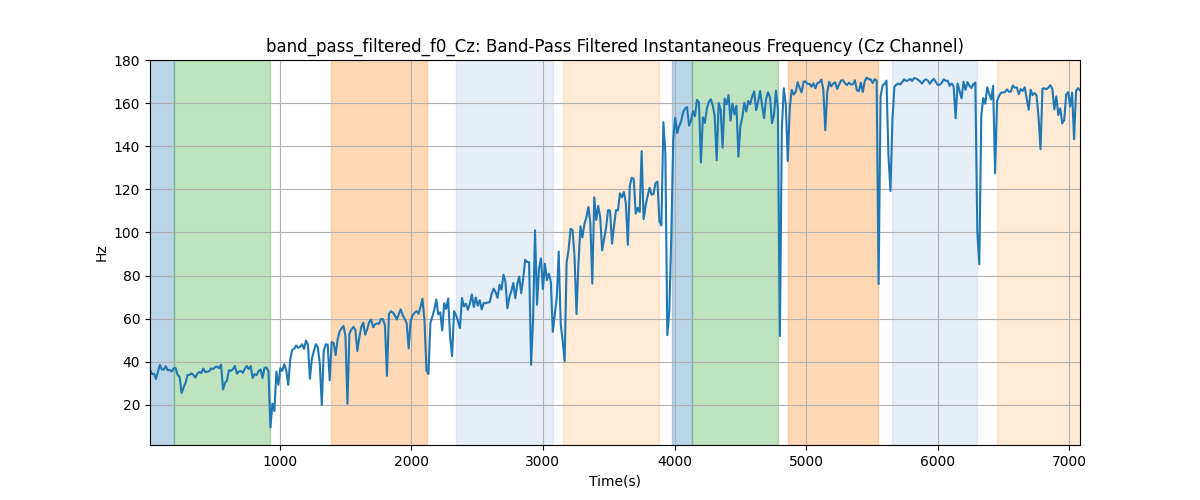 band_pass_filtered_f0_Cz: Band-Pass Filtered Instantaneous Frequency (Cz Channel)
180
160
140
120
100
80
60
40
20
Hz
1000 2000 3000 4000 5000 6000 7000
Time(s)